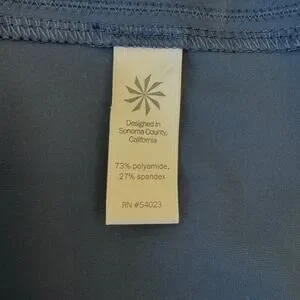 Designed in
Sonoma County,
California
73% polyamide,
27% spandex
RN #54023